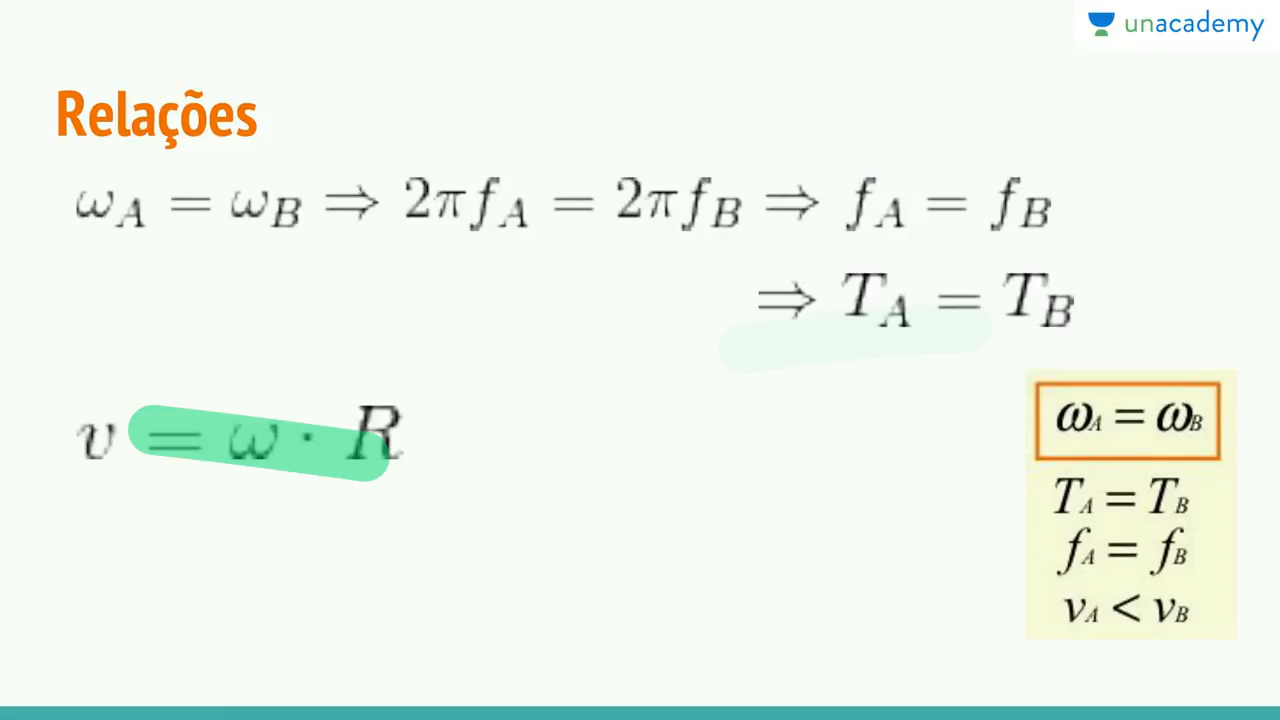 unacademy
Relações
ω_A = ω_B ⇒ 2πf_A = 2πf_B ⇒ f_A = f_B
⇒ T_A = T_B
v = ω · R
ω_A = ω_B
T_A = T_B
f_A = f_B
v_A < v_B